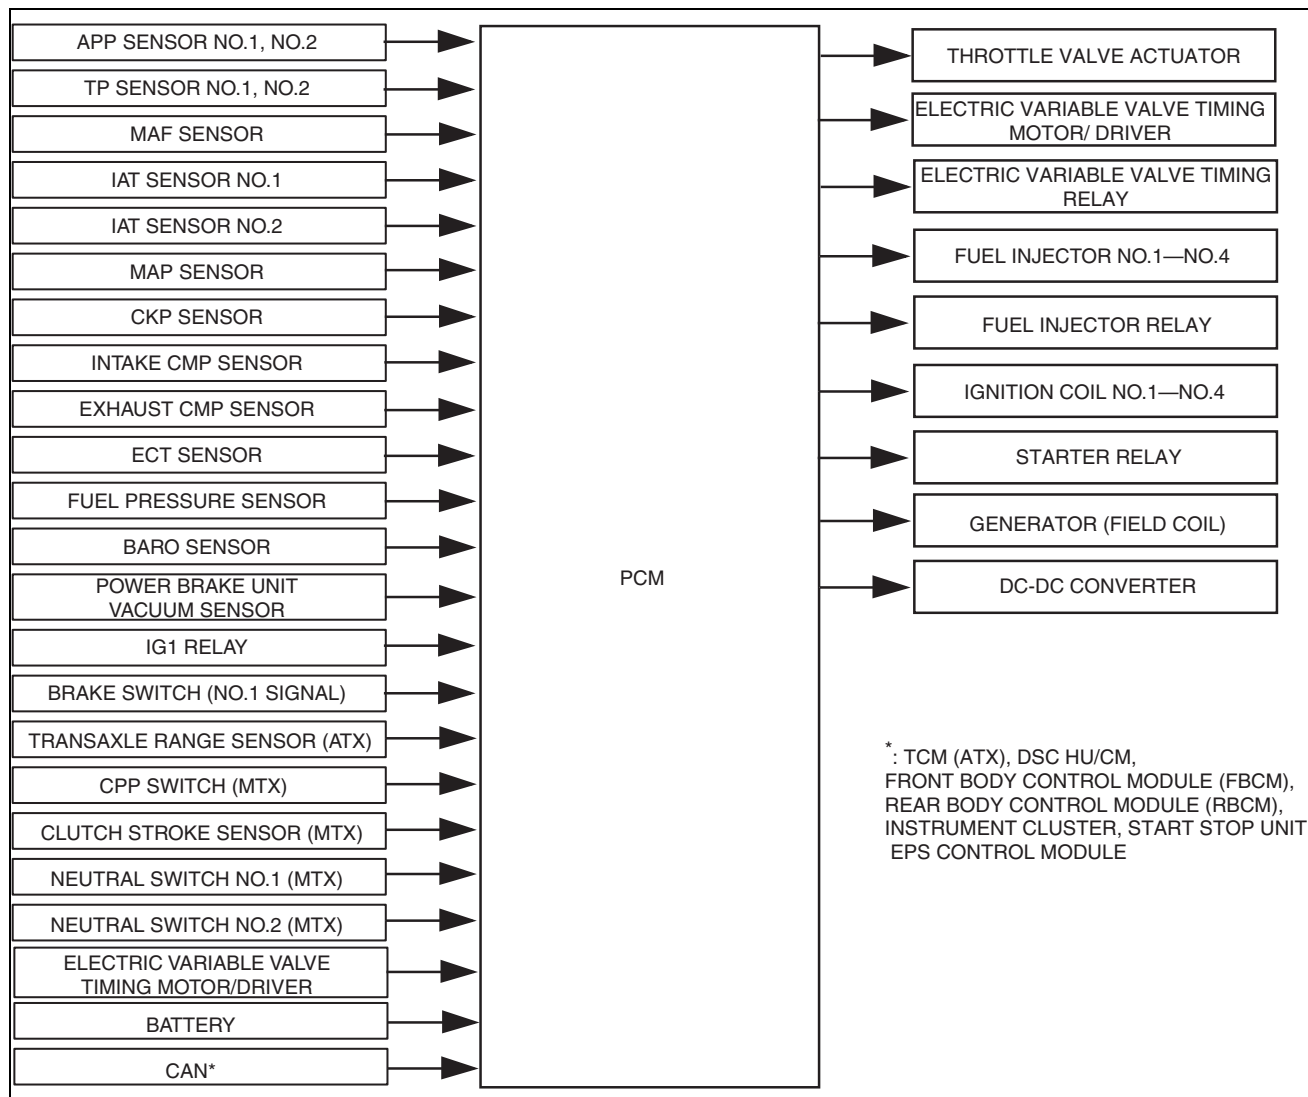 APP SENSOR NO.1, NO.2
TP SENSOR NO.1, NO.2
MAF SENSOR
IAT SENSOR NO.1
IAT SENSOR NO.2
MAP SENSOR
CKP SENSOR
INTAKE CMP SENSOR
EXHAUST CMP SENSOR
ECT SENSOR
FUEL PRESSURE SENSOR
BARO SENSOR
POWER BRAKE UNIT
VACUUM SENSOR
IG1 RELAY
BRAKE SWITCH (NO.1 SIGNAL)
TRANSAXLE RANGE SENSOR (ATX)
CPP SWITCH (MTX)
CLUTCH STROKE SENSOR (MTX)
NEUTRAL SWITCH NO.1 (MTX)
NEUTRAL SWITCH NO.2 (MTX)
ELECTRIC VARIABLE VALVE
TIMING MOTOR/DRIVER
BATTERY
CAN*
PCM
THROTTLE VALVE ACTUATOR
ELECTRIC VARIABLE VALVE TIMING
MOTOR/ DRIVER
ELECTRIC VARIABLE VALVE TIMING
RELAY
FUEL INJECTOR NO.1—NO.4
FUEL INJECTOR RELAY
IGNITION COIL NO.1—NO.4
STARTER RELAY
GENERATOR (FIELD COIL)
DC-DC CONVERTER
*: TCM (ATX), DSC HU/CM,
FRONT BODY CONTROL MODULE (FBCM),
REAR BODY CONTROL MODULE (RBCM),
INSTRUMENT CLUSTER, START STOP UNIT
EPS CONTROL MODULE